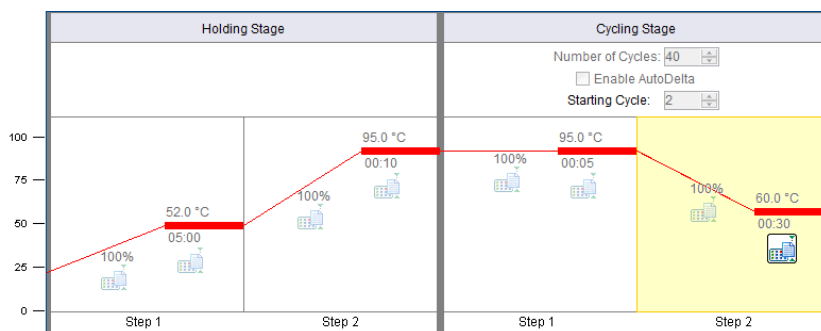 Holding Stage
Cycling Stage
Number of Cycles: 40
Enable AutoDelta
Starting Cycle: 2
100
75
50
25
0
100%
52.0 °C
05:00
100%
95.0 °C
00:10
100%
95.0 °C
00:05
100%
60.0 °C
00:30
Step 1
Step 2
Step 1
Step 2